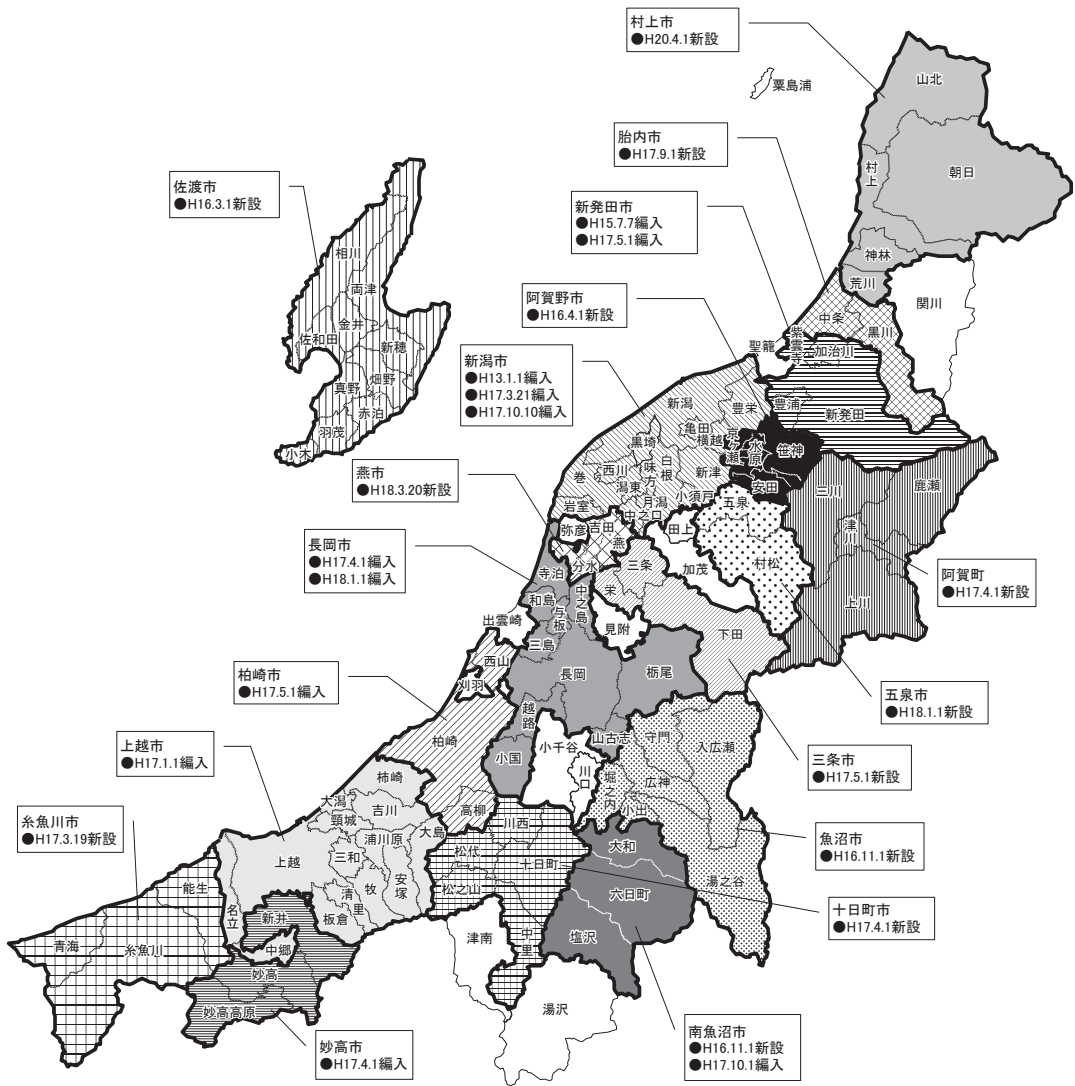 村上市
●H20.4.1新設
山北
粟島浦
胎内市
●H17.9.1新設
村上
朝日
佐渡市
●H16.3.1新設
新発田市
●H15.7.7編入
●H17.5.1編入
神林
荒川
関川
相川
両津
金井
佐和田
新穂
真野
畑野
赤泊
羽茂
小木
阿賀野市
●H16.4.1新設
中条
黒川
紫雲寺
聖籠
加治川
新潟市
●H13.1.1編入
●H17.3.21編入
●H17.10.10編入
新潟
豊栄
豊浦
新発田
亀田
横越
京ヶ瀬
水原
笹神
黒埼
白根
味方
西川
潟東
月潟
新津
安田
巻
小須戸
中之口
岩室
五泉
三川
鹿瀬
燕市
●H18.3.20新設
弥彦
吉田
燕
田上
津川
村松
分水
加茂
長岡市
●H17.4.1編入
●H18.1.1編入
寺泊
三条
栄
中之島
和島
与板
出雲崎
見附
三島
下田
上川
阿賀町
●H17.4.1新設
西山
刈羽
長岡
栃尾
柏崎市
●H17.5.1編入
五泉市
●H18.1.1新設
越路
柏崎
小千谷
山古志
守門
入広瀬
小国
川口
三条市
●H17.5.1新設
上越市
●H17.1.1編入
柿崎
堀之内
広神
小出
大潟
吉川
高柳
川西
頸城
大島
浦川原
大和
魚沼市
●H16.11.1新設
糸魚川市
●H17.3.19新設
上越
三和
松代
十日町
湯之谷
能生
牧
安塚
松之山
六日町
名立
新井
清里
板倉
十日町市
●H17.4.1新設
青海
糸魚川
中郷
津南
中里
塩沢
妙高
妙高高原
湯沢
妙高市
●H17.4.1編入
南魚沼市
●H16.11.1新設
●H17.10.1編入